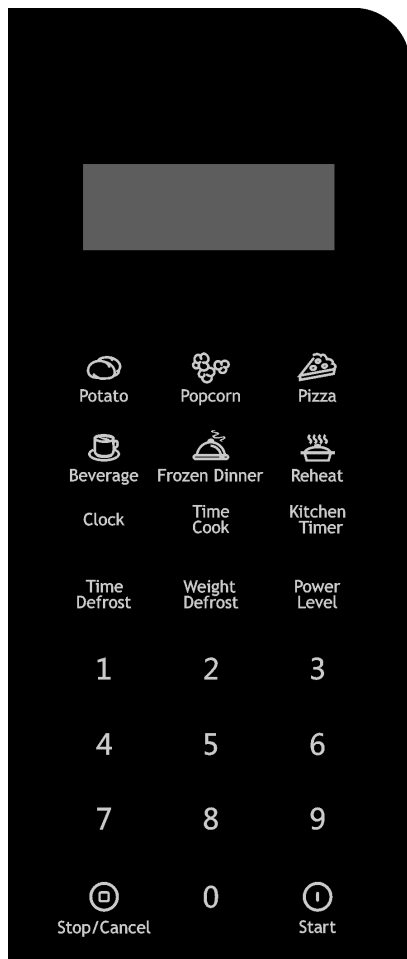 Potato Popcorn Pizza
Beverage Frozen Dinner Reheat
Clock Time Cook Kitchen Timer
Time Defrost Weight Defrost Power Level
1 2 3
4 5 6
7 8 9
0
Stop/Cancel Start